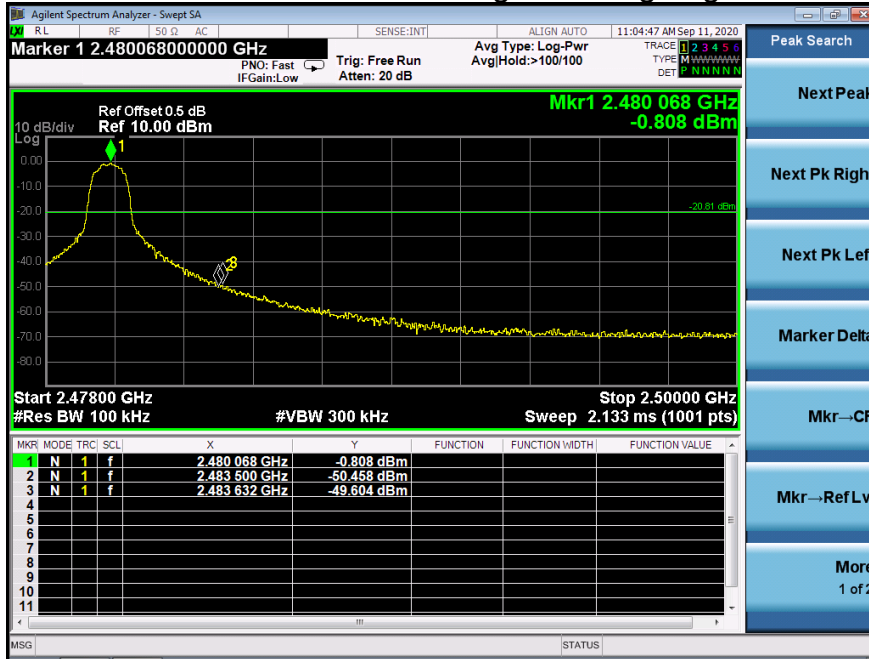 Agilent Spectrum Analyzer - Swept SA
LXI RL RF 50 Ω AC SENSE:INT ALIGN AUTO 11:04:47 AM Sep 11, 2020
Marker 1 2.480068000000 GHz
PNO: Fast
IFGain:Low
Trig: Free Run
Atten: 20 dB
Avg Type: Log-Pwr
Avg|Hold:>100/100
TRACE 1 2 3 4 5 6
TYPE M WWWWW
DET P N N N N N
Peak Search
Mkr1 2.480 068 GHz
-0.808 dBm
Ref Offset 0.5 dB
10 dB/div Ref 10.00 dBm
Log
1
0.00
-10.0
-20.0
-20.81 dBm
-30.0
-40.0
-50.0
-60.0
-70.0
-80.0
Start 2.47800 GHz Stop 2.50000 GHz
#Res BW 100 kHz #VBW 300 kHz Sweep 2.133 ms (1001 pts)
MKR MODE TRC SCL X Y FUNCTION FUNCTION WIDTH FUNCTION VALUE
1 N 1 f 2.480 068 GHz -0.808 dBm
2 N 1 f 2.483 500 GHz -50.458 dBm
3 N 1 f 2.483 632 GHz -49.604 dBm
4
5
6
7
8
9
10
11
MSG STATUS
Next Peak
Next Pk Righ
Next Pk Lef
Marker Delta
Mkr→CF
Mkr→Ref Lv
More
1 of 2